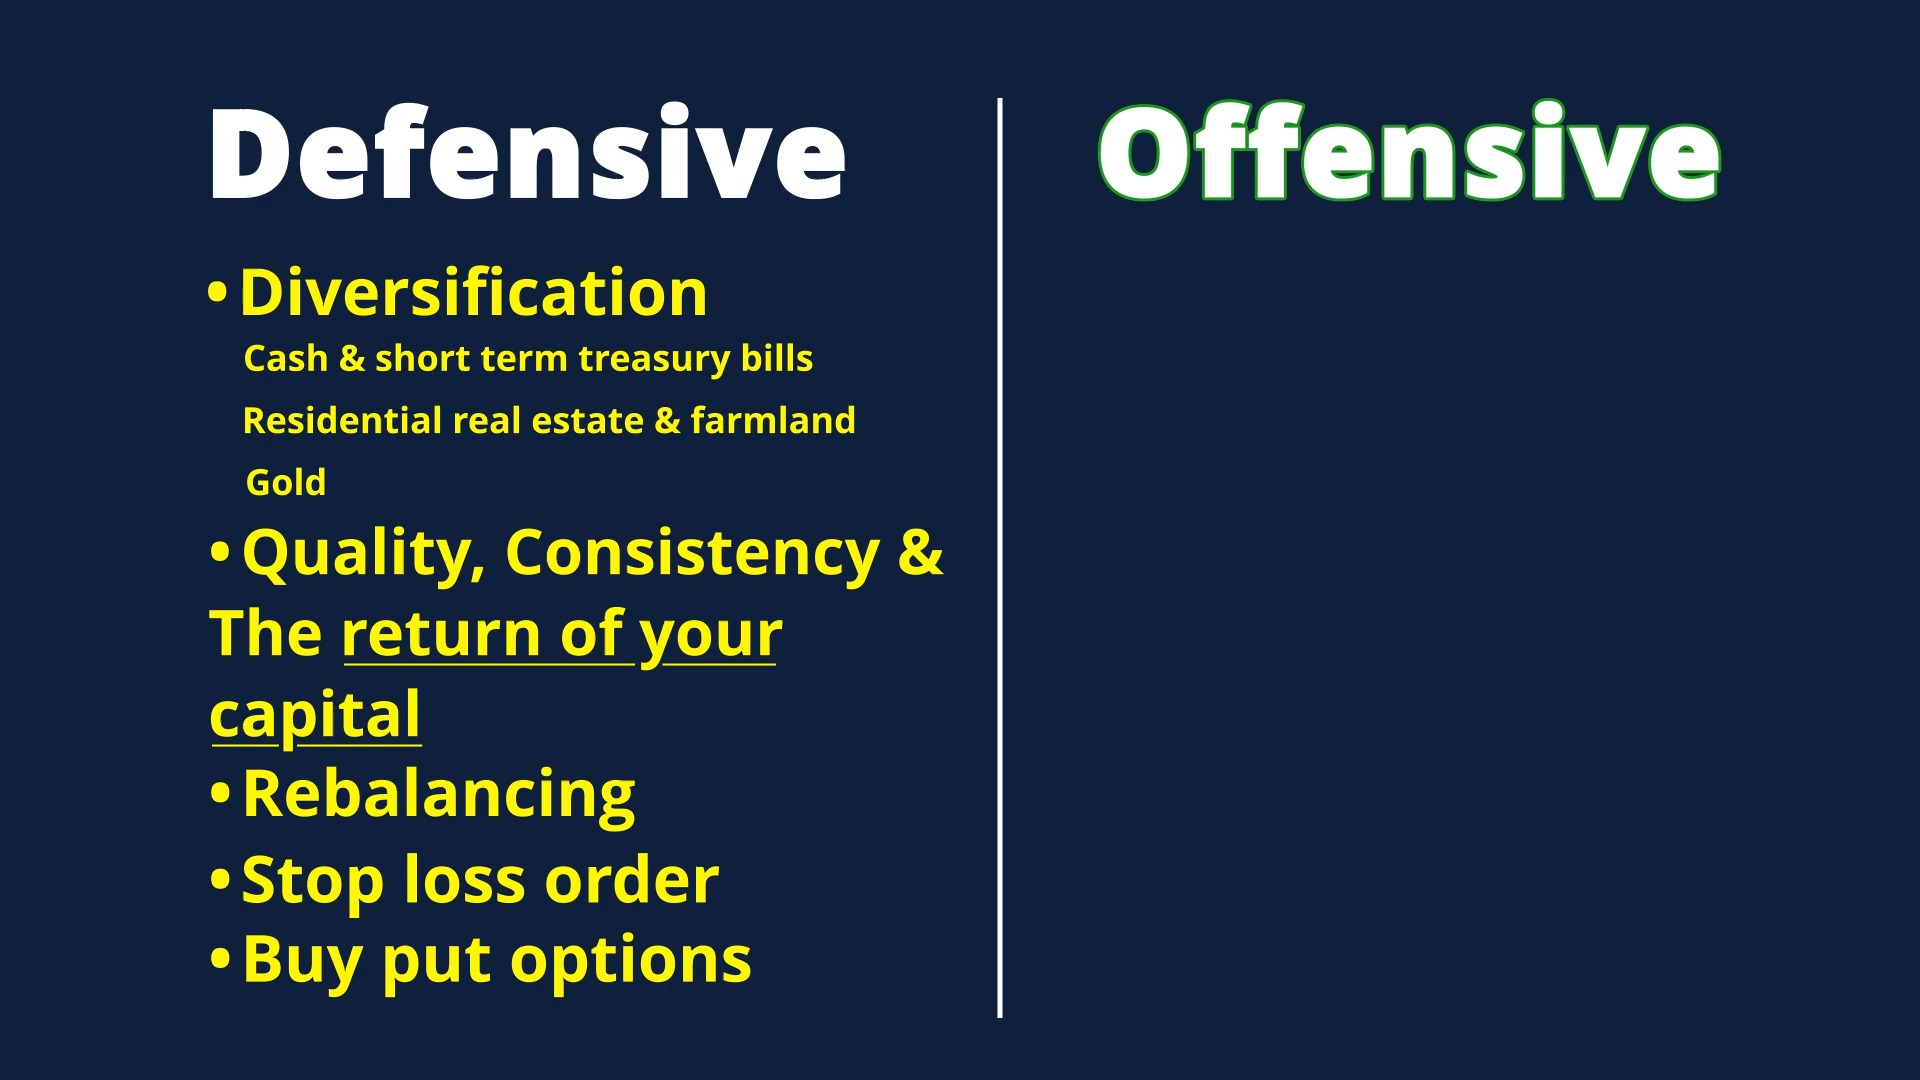 Defensive
Offensive
• Diversification
Cash & short term treasury bills
Residential real estate & farmland
Gold
• Quality, Consistency &
The return of your
capital
• Rebalancing
• Stop loss order
• Buy put options